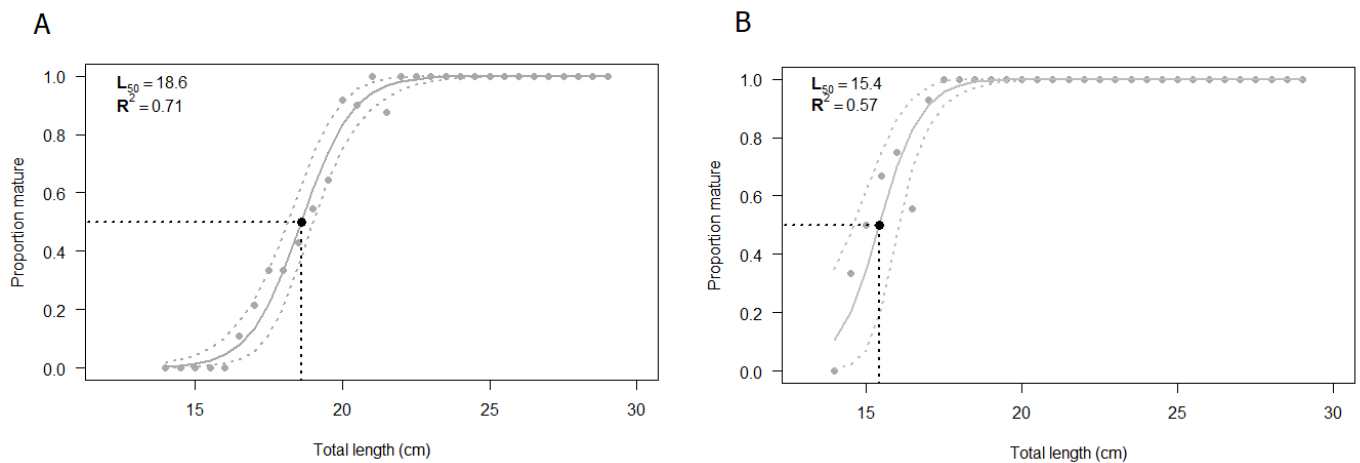 A
L50 = 18.6
R2 = 0.71
Proportion mature
1.0
0.8
0.6
0.4
0.2
0.0
15
20
25
30
Total length (cm)
B
L50 = 15.4
R2 = 0.57
Proportion mature
1.0
0.8
0.6
0.4
0.2
0.0
15
20
25
30
Total length (cm)